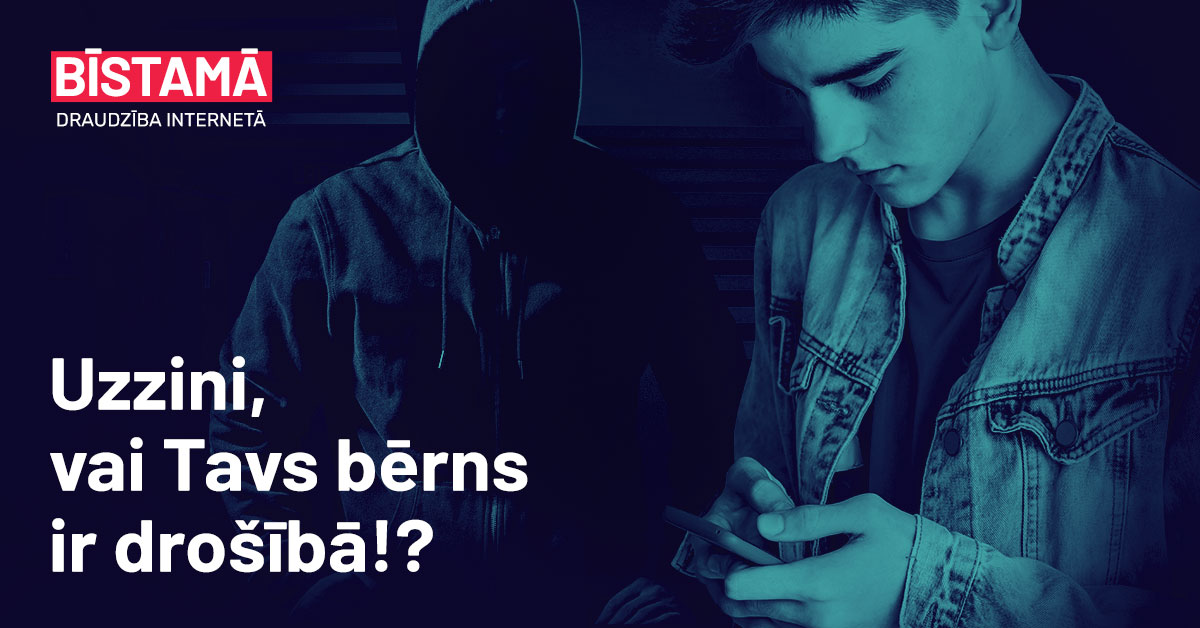 BĪSTAMĀ
DRAUDZĪBA INTERNETĀ
Uzzini,
vai Tavs bērns
ir drošībā!?